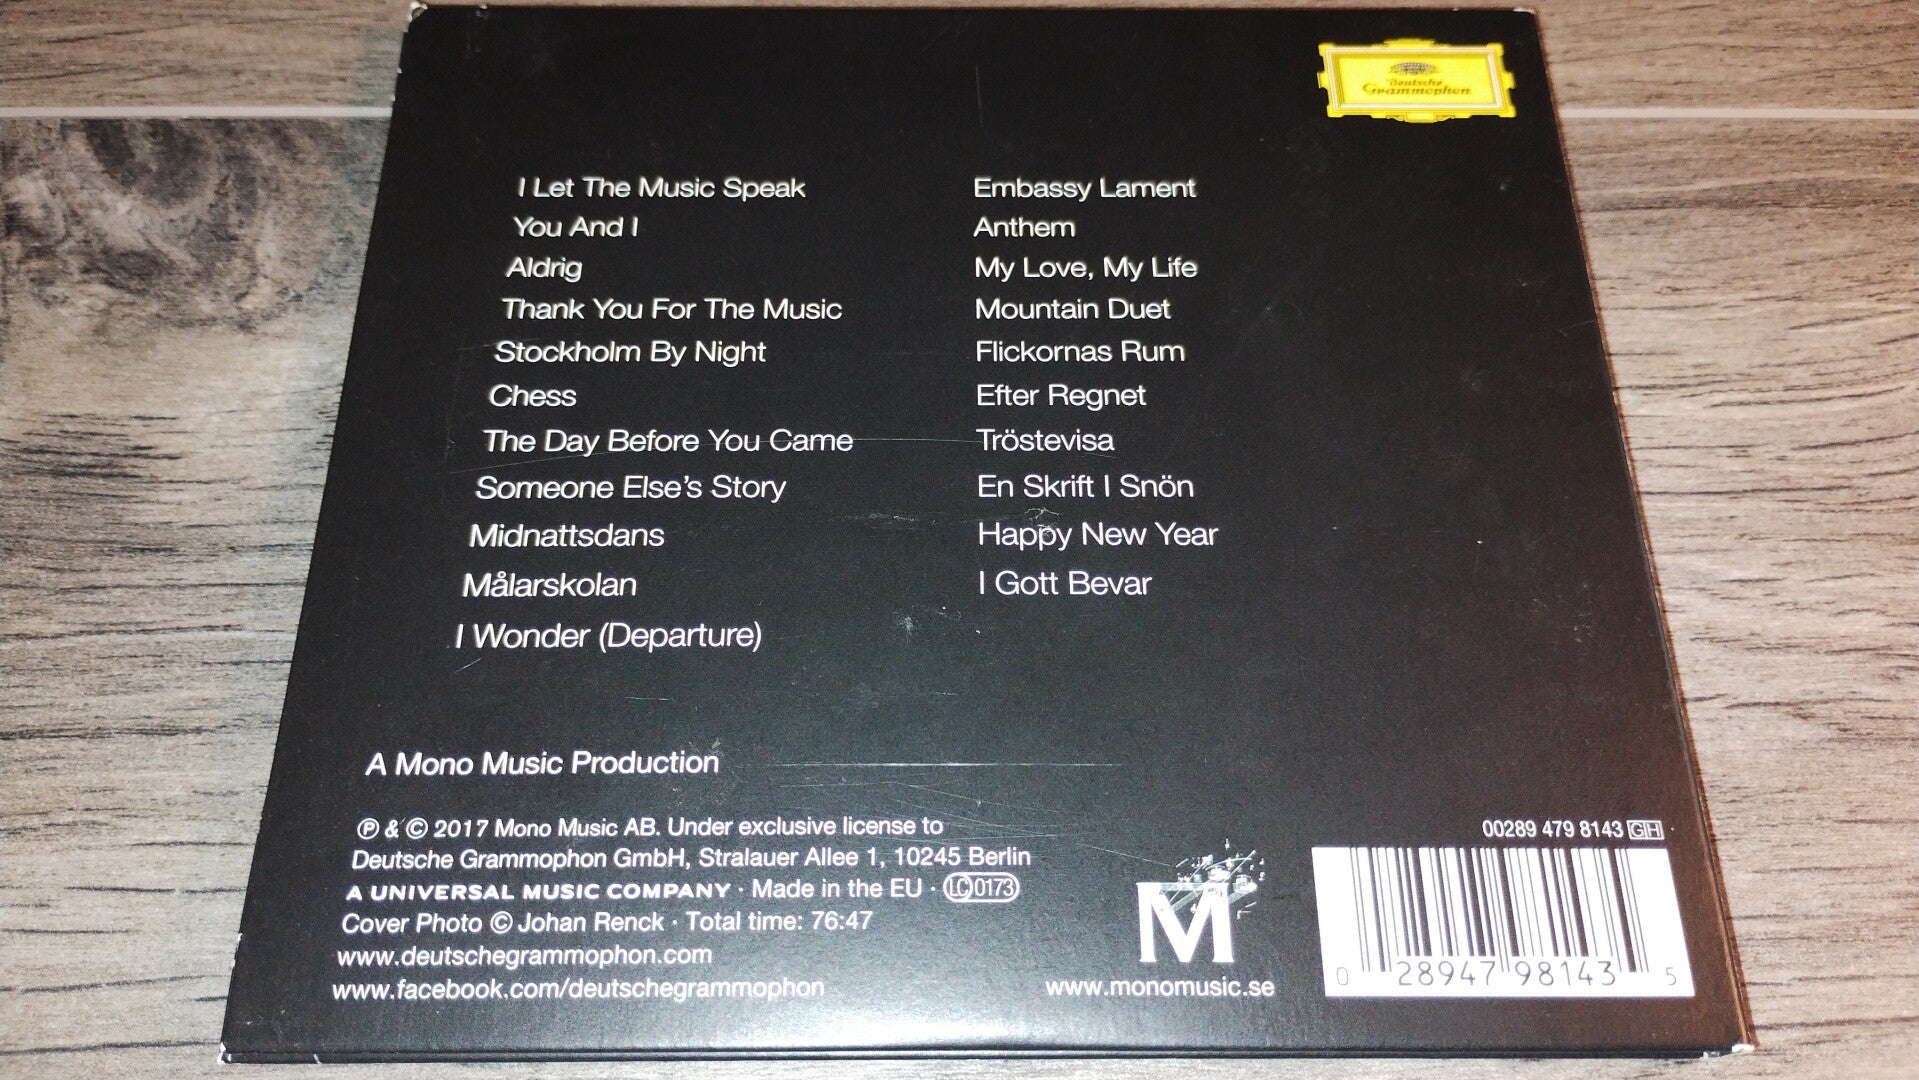 Deutsche
Grammophon
I Let The Music Speak
You And I
Aldrig
Thank You For The Music
Stockholm By Night
Chess
The Day Before You Came
Someone Else's Story
Midnattsdans
Målarskolan
I Wonder (Departure)
Embassy Lament
Anthem
My Love, My Life
Mountain Duet
Flickornas Rum
Efter Regnet
Tröstevisa
En Skrift I Snön
Happy New Year
I Gott Bevar
A Mono Music Production
℗ & © 2017 Mono Music AB. Under exclusive license to
Deutsche Grammophon GmbH, Stralauer Allee 1, 10245 Berlin
A UNIVERSAL MUSIC COMPANY · Made in the EU · LC 0173
Cover Photo © Johan Renck · Total time: 76:47
www.deutschegrammophon.com
www.facebook.com/deutschegrammophon
M
www.monomusic.se
00289 479 8143 GH
0 28947 98143 5